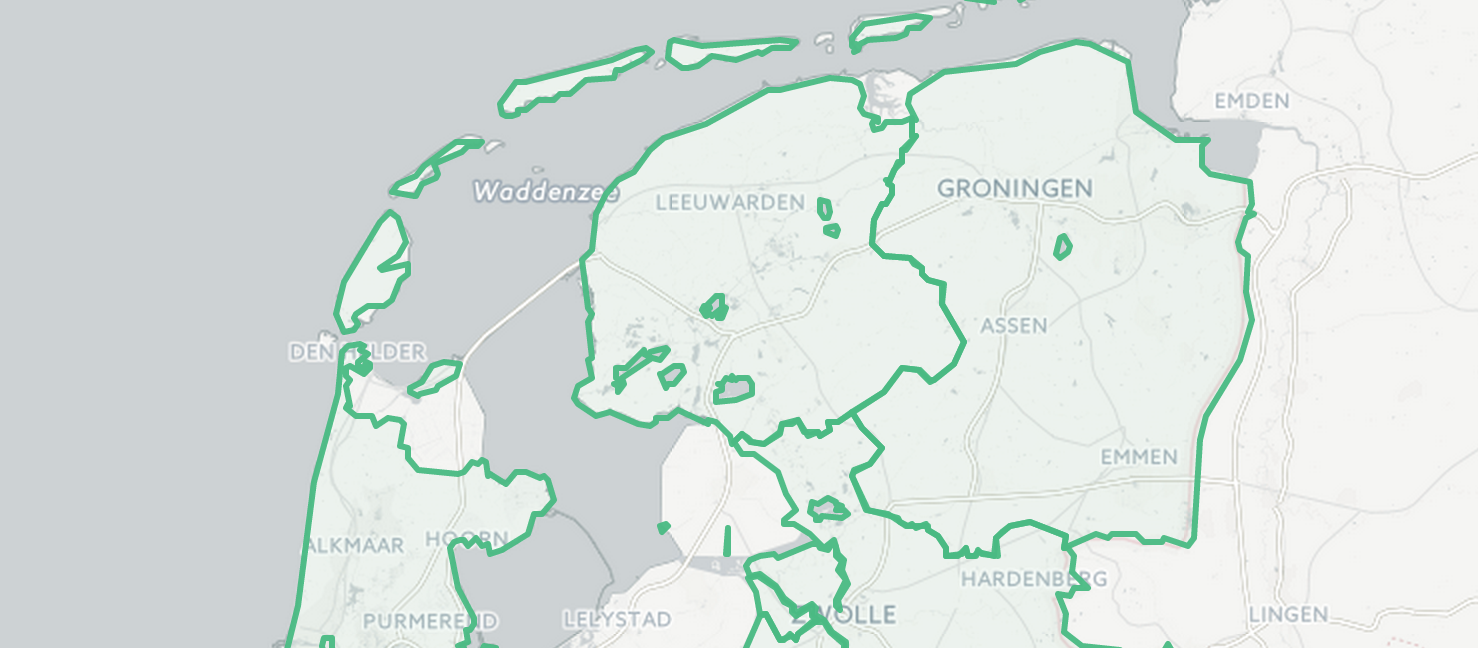 EMDEN
Waddenzee
GRONINGEN
LEEUWARDEN
ASSEN
DEN HELDER
EMMEN
HOORN
ALKMAAR
HARDENBERG
PURMEREND
LELYSTAD
ZWOLLE
LINGEN